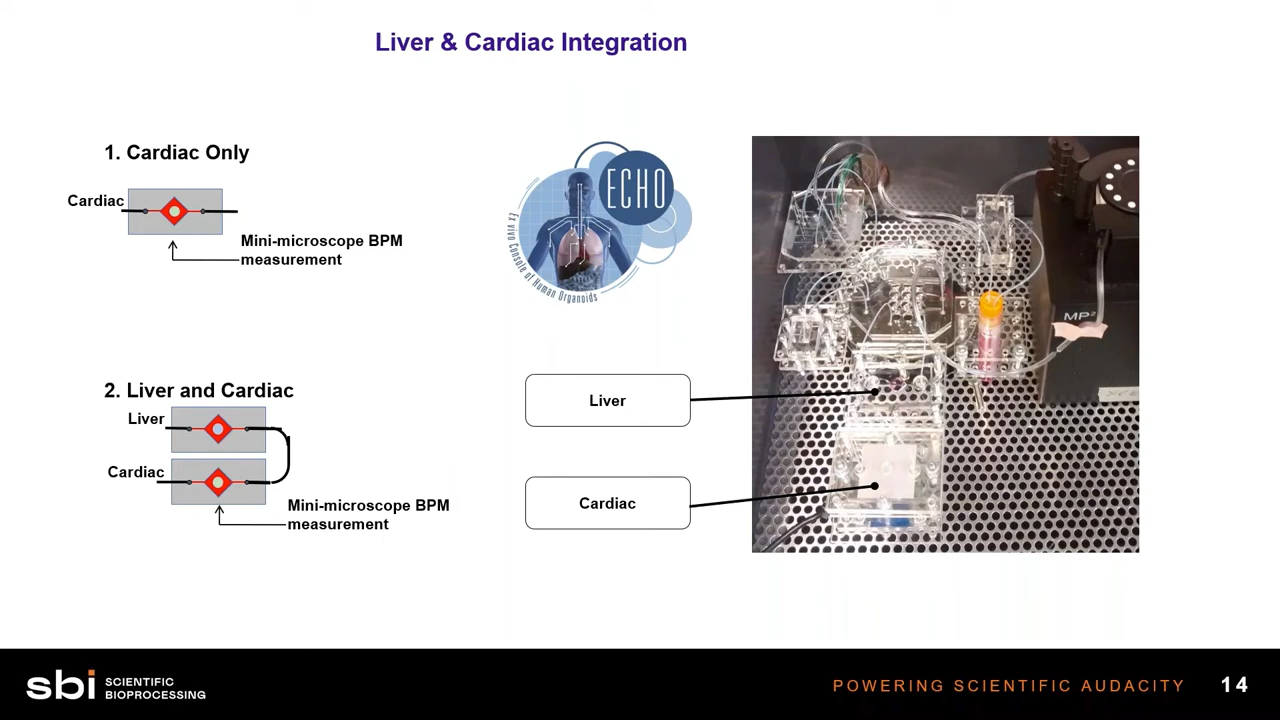 Liver & Cardiac Integration
1. Cardiac Only
Cardiac
Mini-microscope BPM
measurement
ECHO
Ex vivo Console of Human Organoids
2. Liver and Cardiac
Liver
Cardiac
Mini-microscope BPM
measurement
Liver
Cardiac
MP²
sbi SCIENTIFIC
BIOPROCESSING
POWERING SCIENTIFIC AUDACITY
14